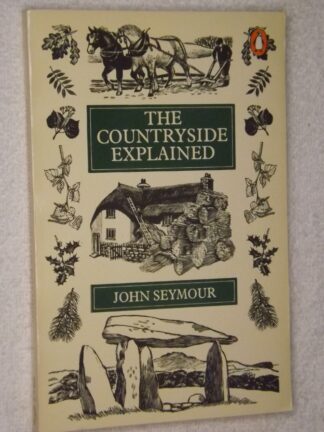 THE
COUNTRYSIDE
EXPLAINED
JOHN SEYMOUR